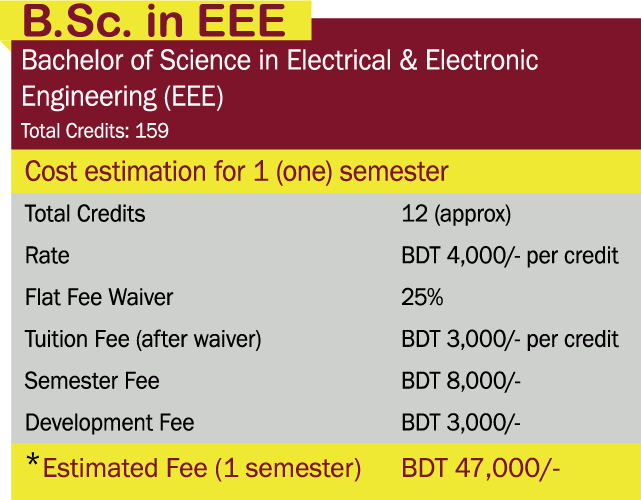 B.Sc. in EEE
Bachelor of Science in Electrical & Electronic
Engineering (EEE)
Total Credits: 159
Cost estimation for 1 (one) semester
Total Credits 12 (approx)
Rate BDT 4,000/- per credit
Flat Fee Waiver 25%
Tuition Fee (after waiver) BDT 3,000/- per credit
Semester Fee BDT 8,000/-
Development Fee BDT 3,000/-
*Estimated Fee (1 semester) BDT 47,000/-